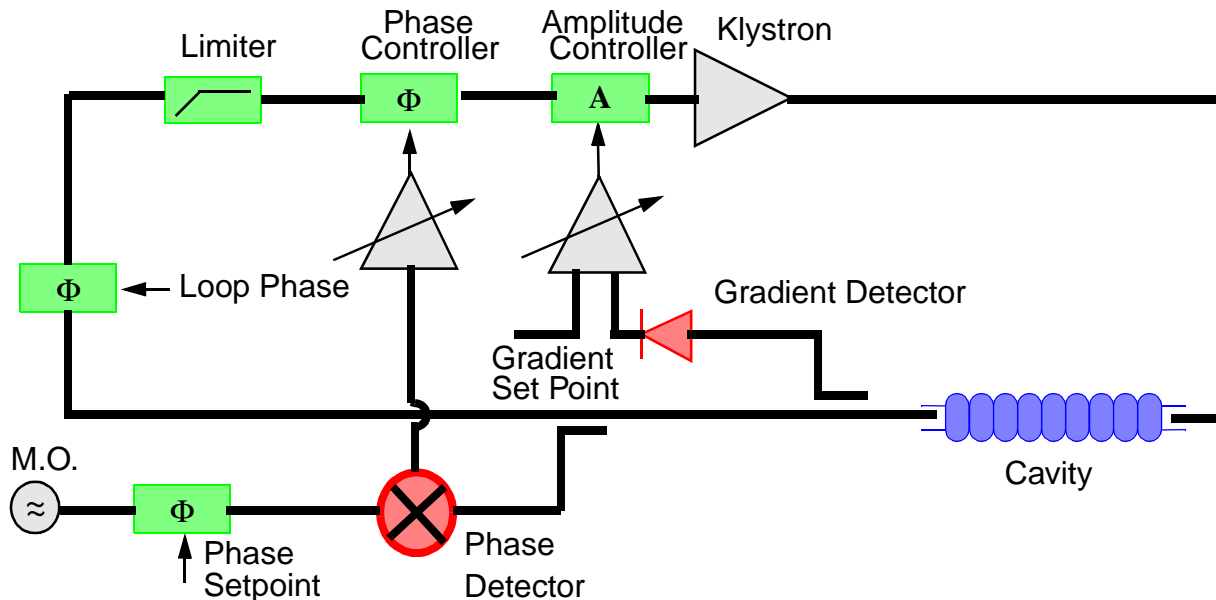 Limiter
Phase
Controller
Amplitude
Controller
Klystron
Φ
A
Φ
Loop Phase
Gradient Detector
Gradient
Set Point
Cavity
M.O.
≈
Φ
Phase
Setpoint
Phase
Detector